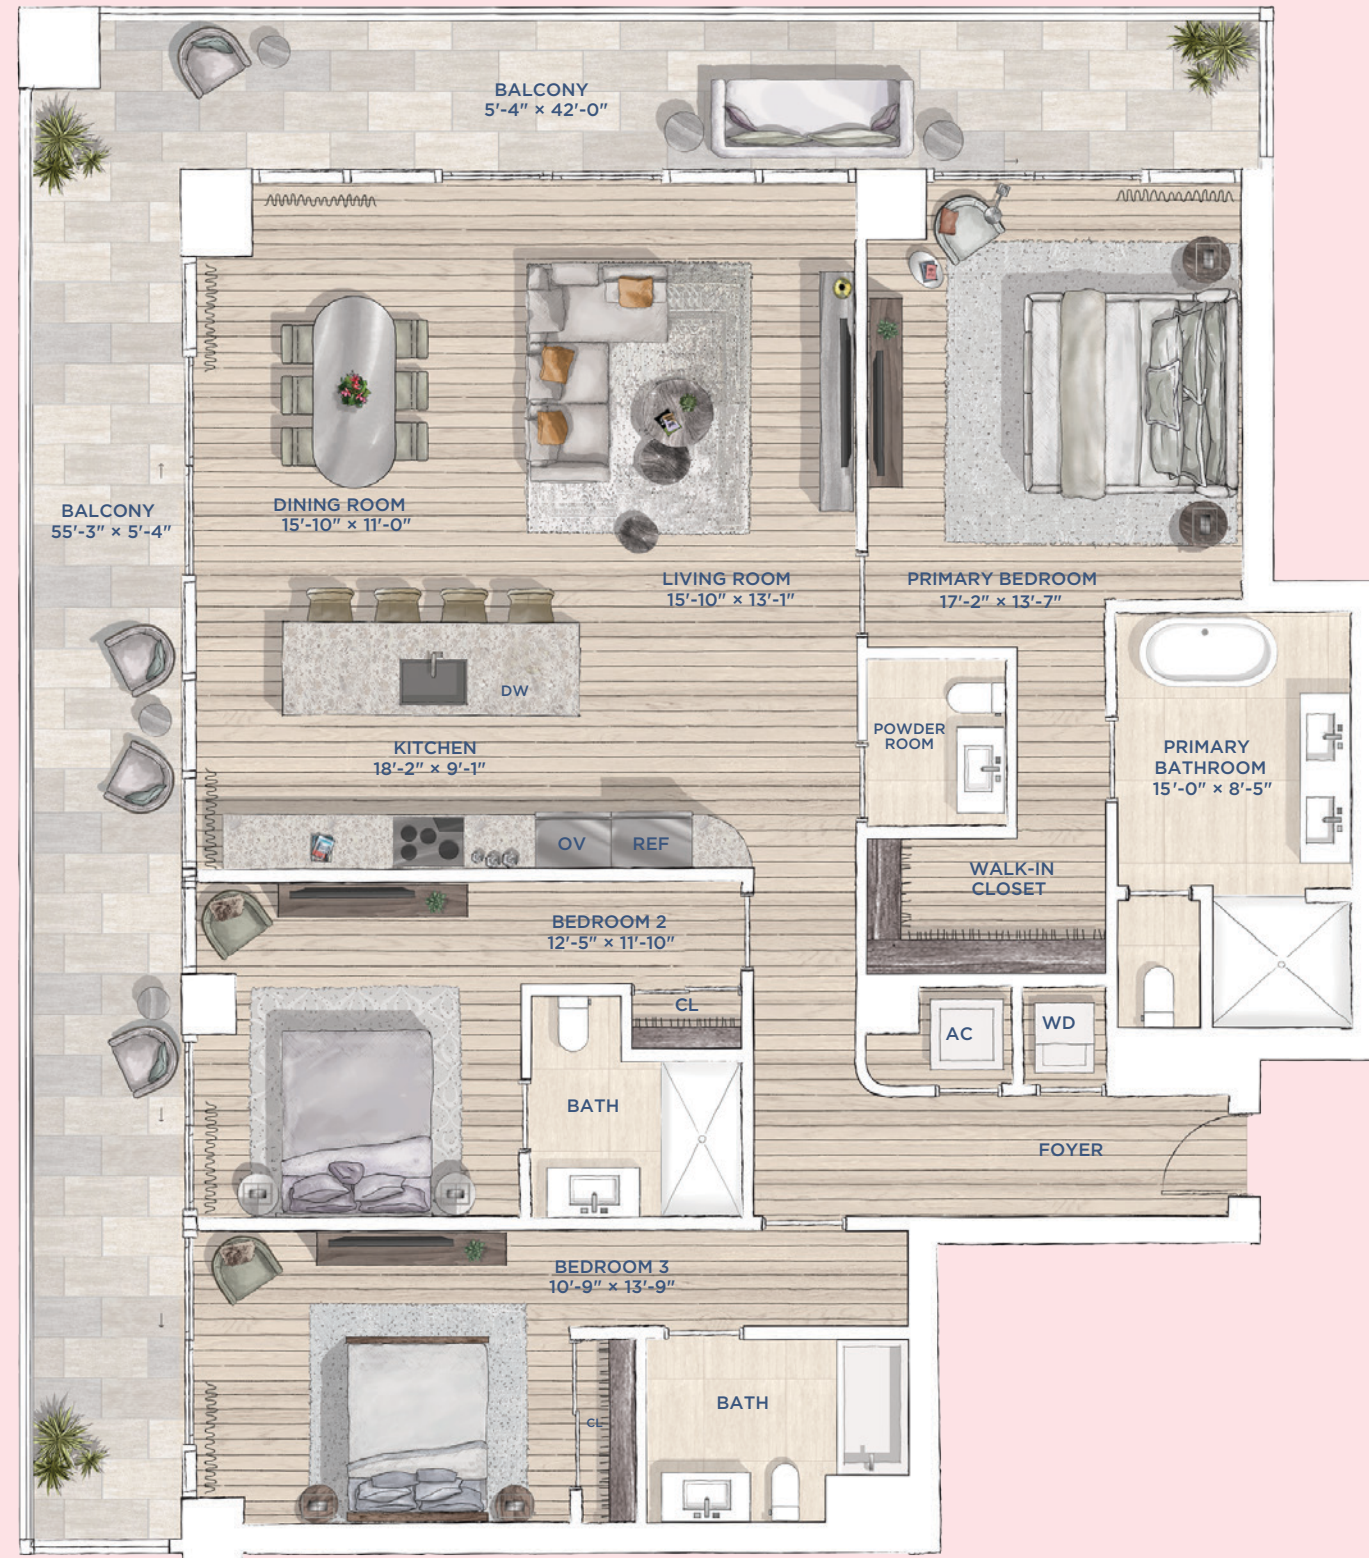 BALCONY
5'-4" × 42'-0"
BALCONY
55'-3" × 5'-4"
DINING ROOM
15'-10" × 11'-0"
LIVING ROOM
15'-10" × 13'-1"
PRIMARY BEDROOM
17'-2" × 13'-7"
DW
POWDER
ROOM
KITCHEN
18'-2" × 9'-1"
PRIMARY
BATHROOM
15'-0" × 8'-5"
OV
REF
WALK-IN
CLOSET
BEDROOM 2
12'-5" × 11'-10"
CL
AC
WD
BATH
FOYER
BEDROOM 3
10'-9" × 13'-9"
BATH
CL